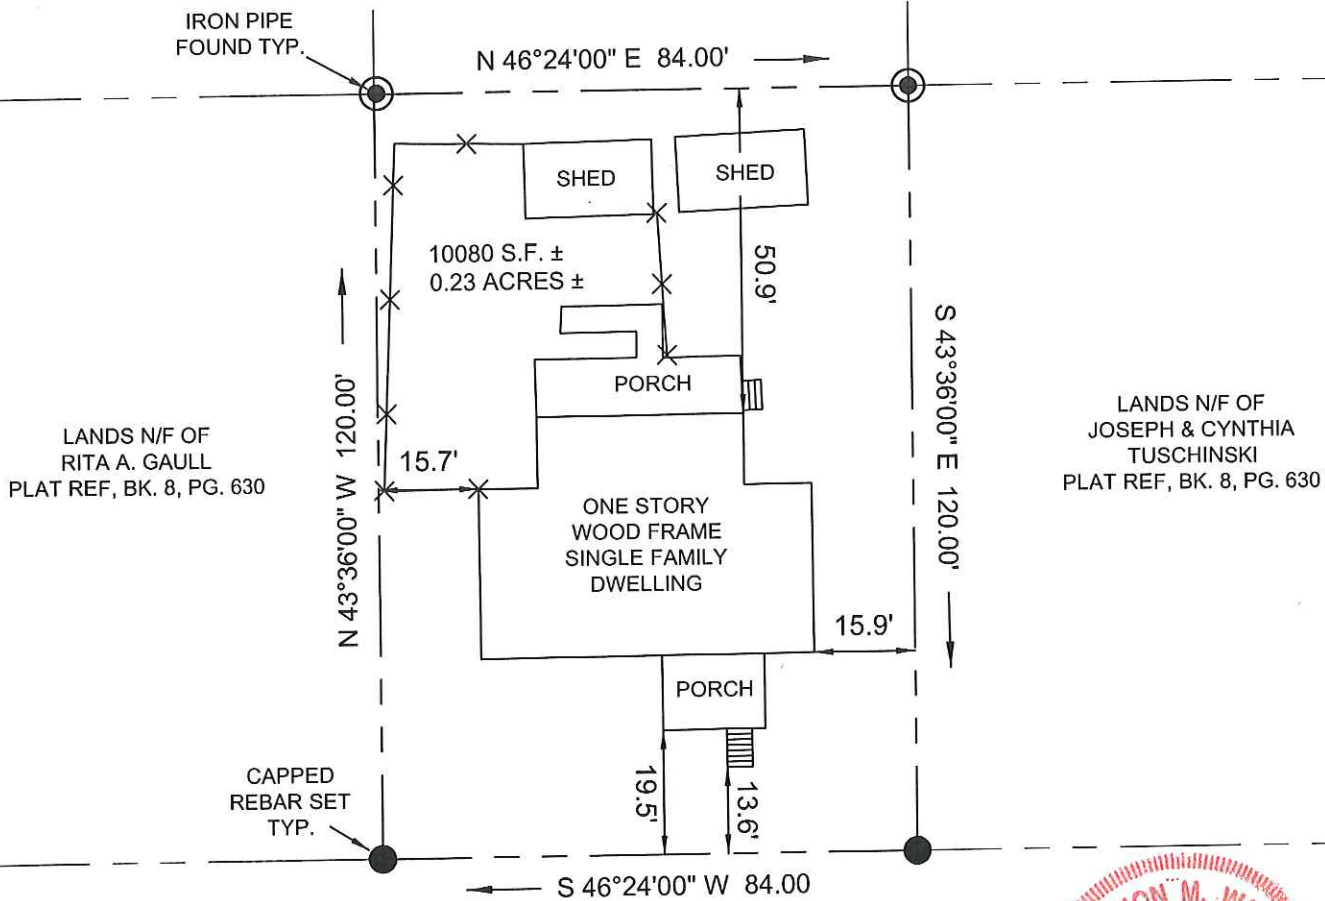 IRON PIPE
FOUND TYP.
N 46°24'00" E 84.00'
SHED
SHED
10080 S.F. ±
0.23 ACRES ±
50.9'
N 43°36'00" W 120.00'
S 43°36'00" E 120.00'
PORCH
LANDS N/F OF
RITA A. GAULL
PLAT REF, BK. 8, PG. 630
LANDS N/F OF
JOSEPH & CYNTHIA
TUSCHINSKI
PLAT REF, BK. 8, PG. 630
15.7'
ONE STORY
WOOD FRAME
SINGLE FAMILY
DWELLING
15.9'
PORCH
19.5'
13.6'
CAPPED
REBAR SET
TYP.
S 46°24'00" W 84.00
M.